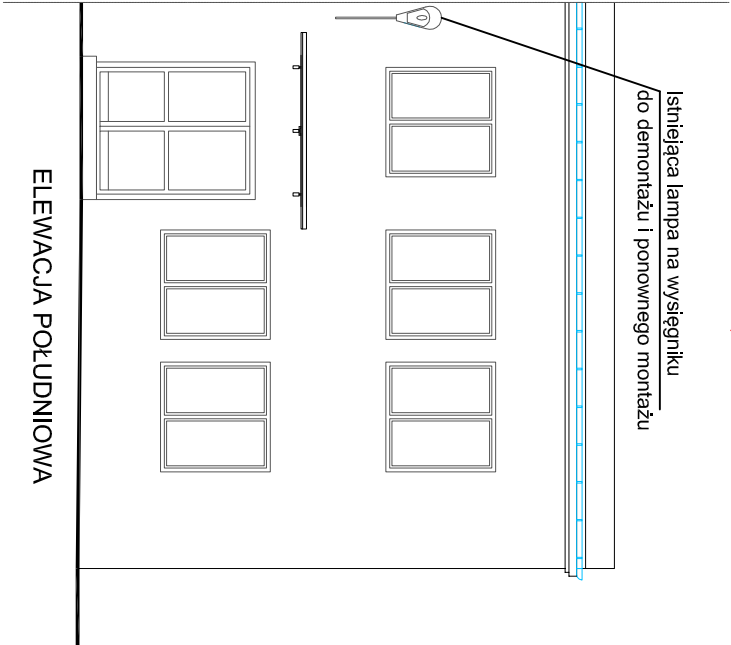 Istniejąca lampa na wysięgniku
do demontażu i ponownego montażu
ELEWACJA POŁUDNIOWA